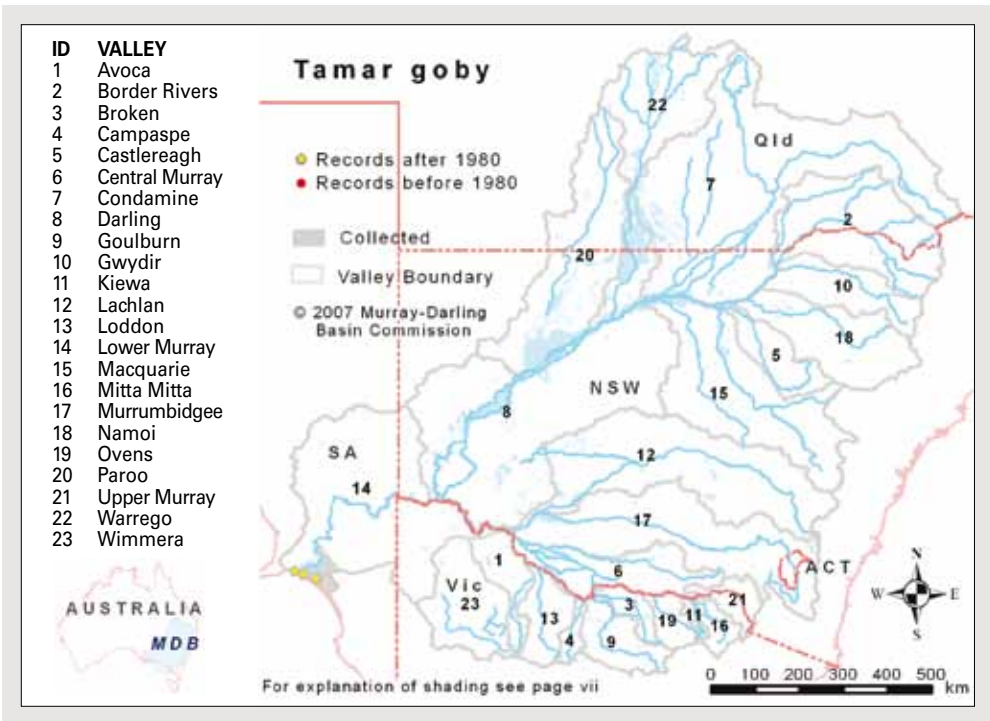 ID VALLEY
1 Avoca
2 Border Rivers
3 Broken
4 Campaspe
5 Castlereagh
6 Central Murray
7 Condamine
8 Darling
9 Goulburn
10 Gwydir
11 Kiewa
12 Lachlan
13 Loddon
14 Lower Murray
15 Macquarie
16 Mitta Mitta
17 Murrumbidgee
18 Namoi
19 Ovens
20 Paroo
21 Upper Murray
22 Warrego
23 Wimmera
AUSTRALIA
MDB
Tamar goby
Records after 1980
Records before 1980
Collected
Valley Boundary
© 2007 Murray-Darling
Basin Commission
22
Qld
7
2
20
10
18
5
NSW
15
8
SA
12
14
17
1
6
ACT
Vic
23
13
4
3
9
19
11
16
21
N
W E
S
For explanation of shading see page vii
0 100 200 300 400 500
km